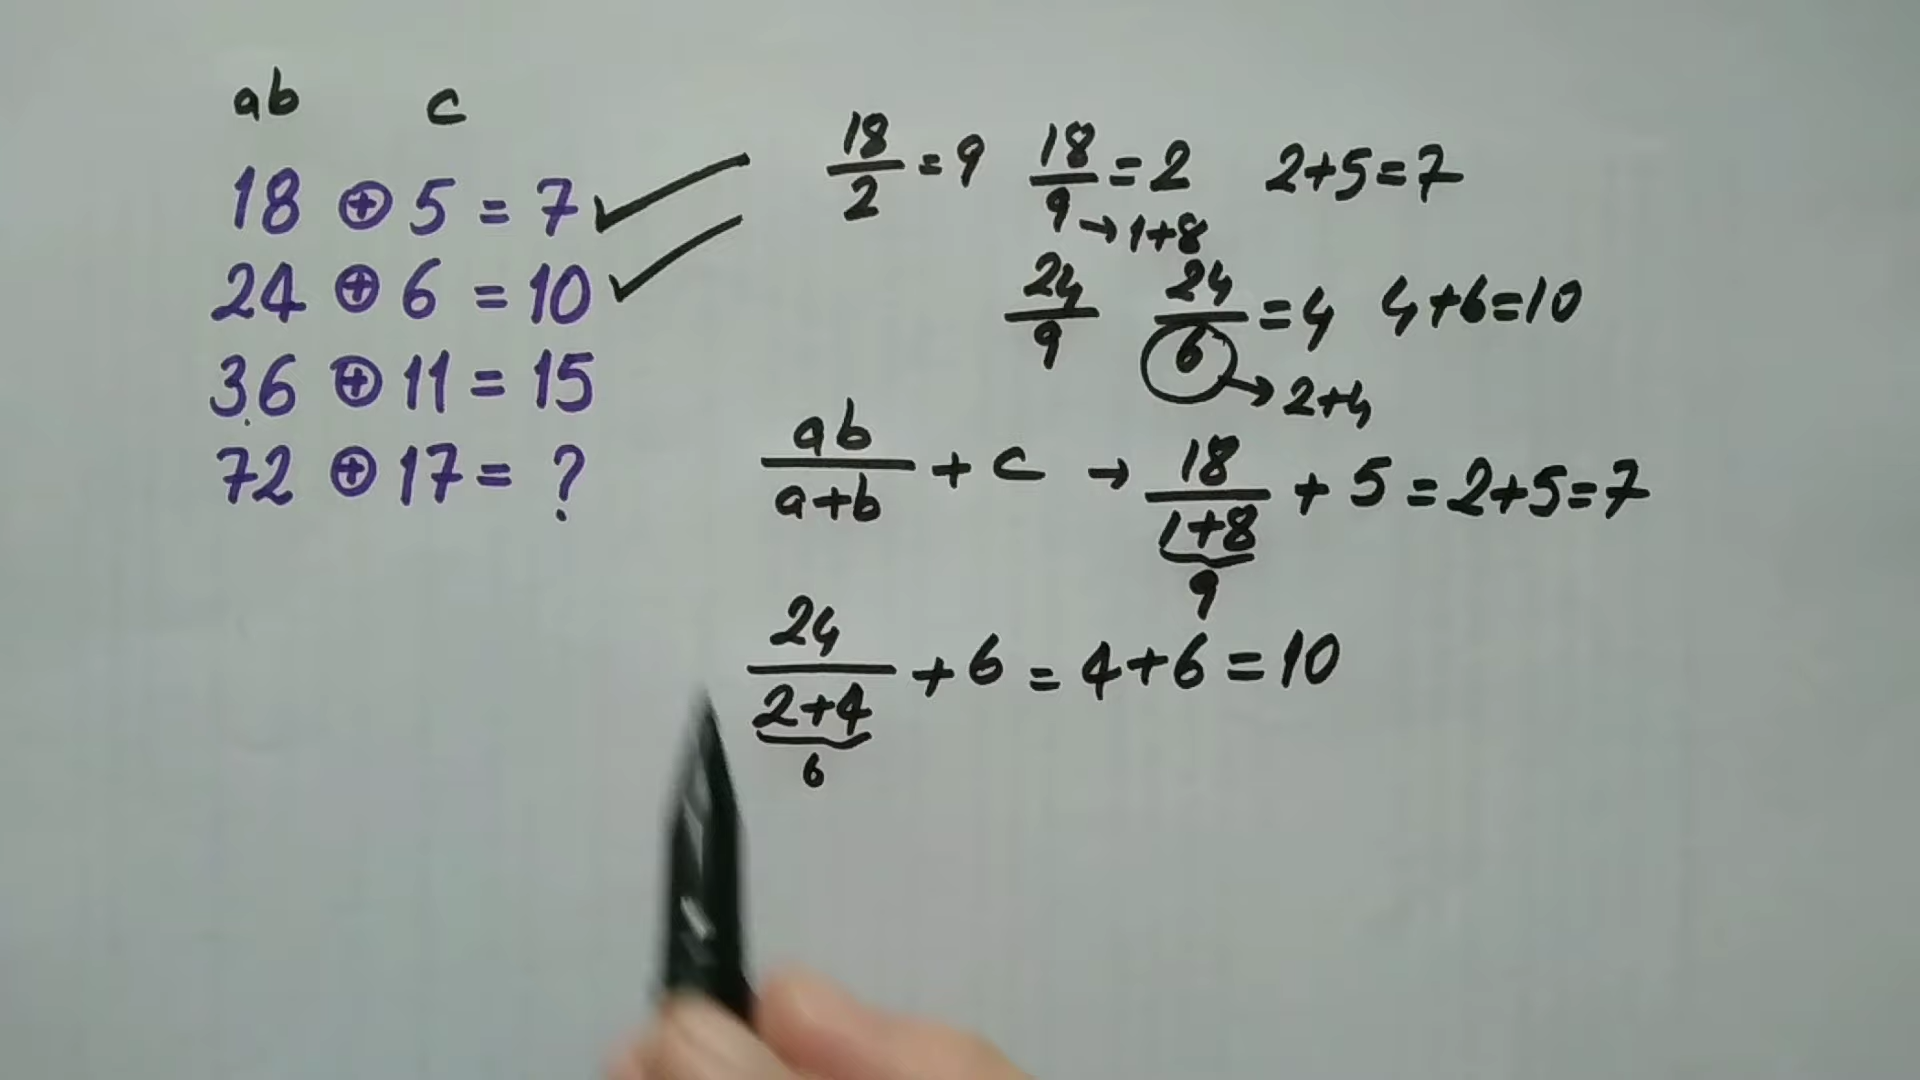 ab c
18 ⊕ 5 = 7
24 ⊕ 6 = 10
36 ⊕ 11 = 15
72 ⊕ 17 = ?
18/2 = 9 18/9 = 2 2+5=7
→ 1+8
24/9 24/6 = 4 4+6=10
→ 2+4
ab/(a+b) + c → 18/(1+8) + 5 = 2+5=7
9
24/(2+4) + 6 = 4+6 = 10
6